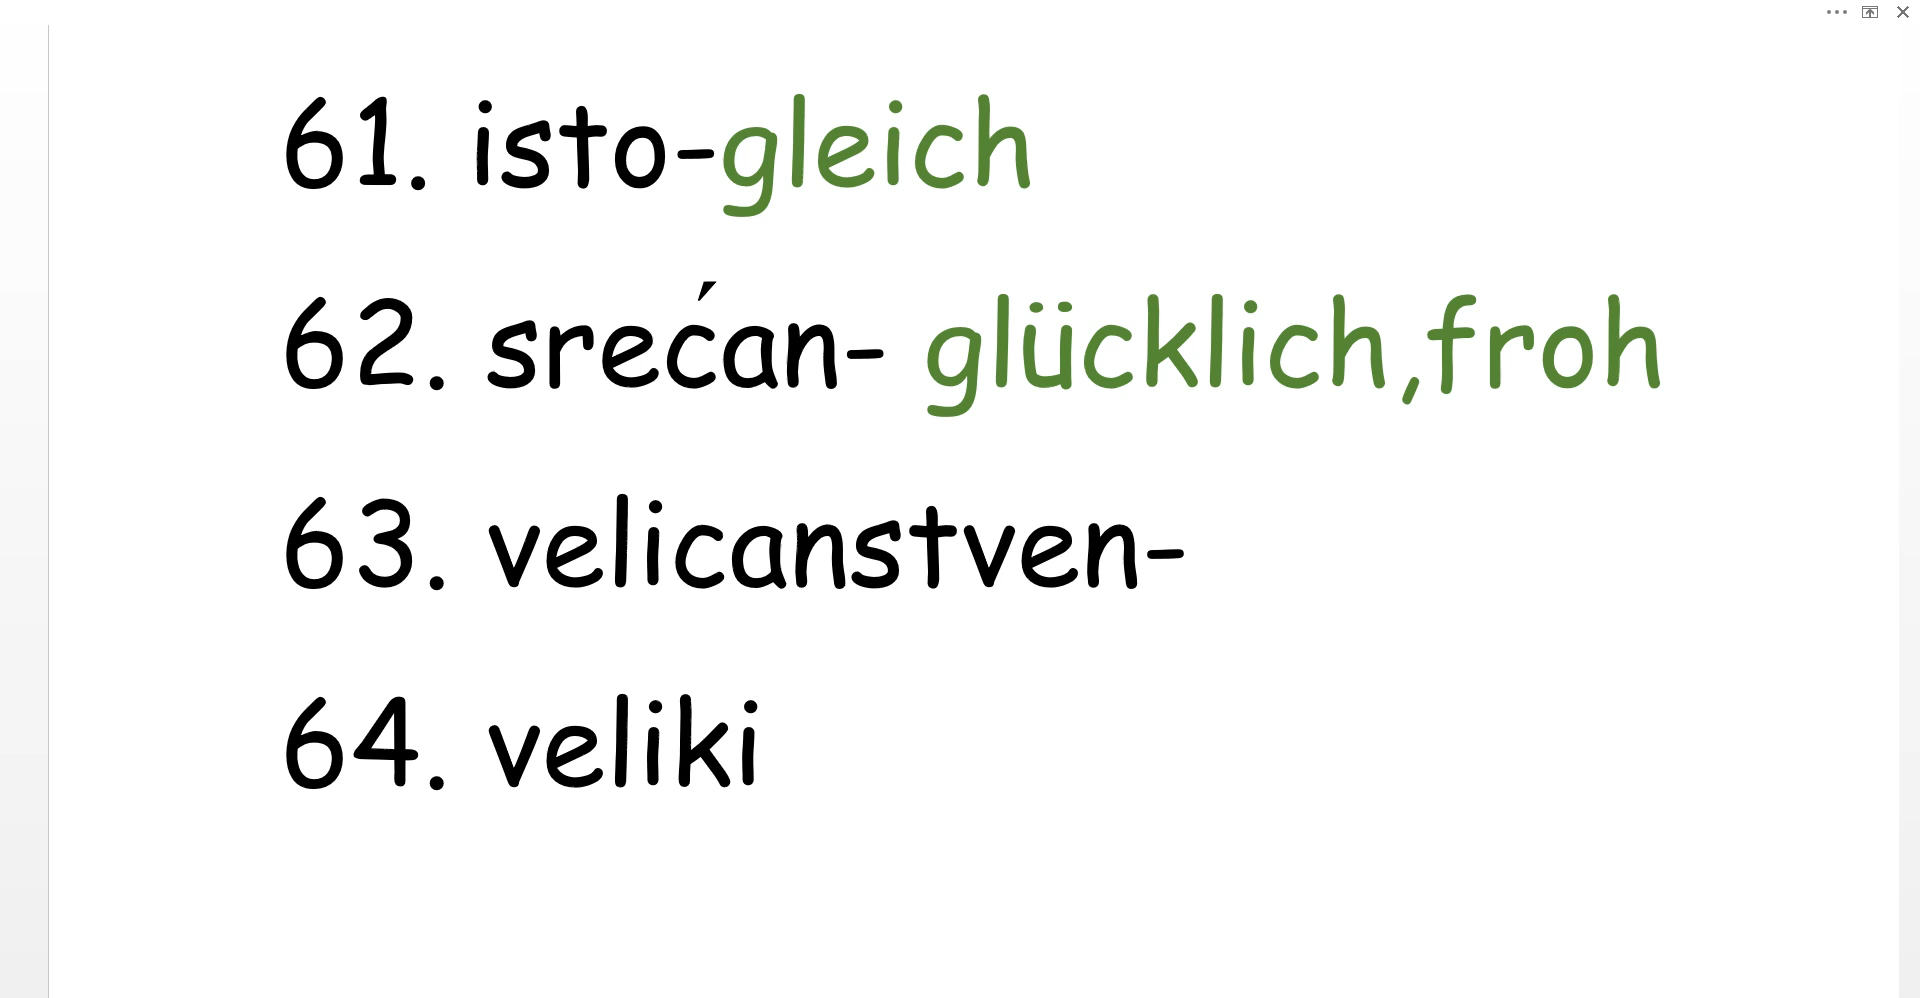 61. isto-gleich
62. srećan- glücklich,froh
63. velicanstven-
64. veliki